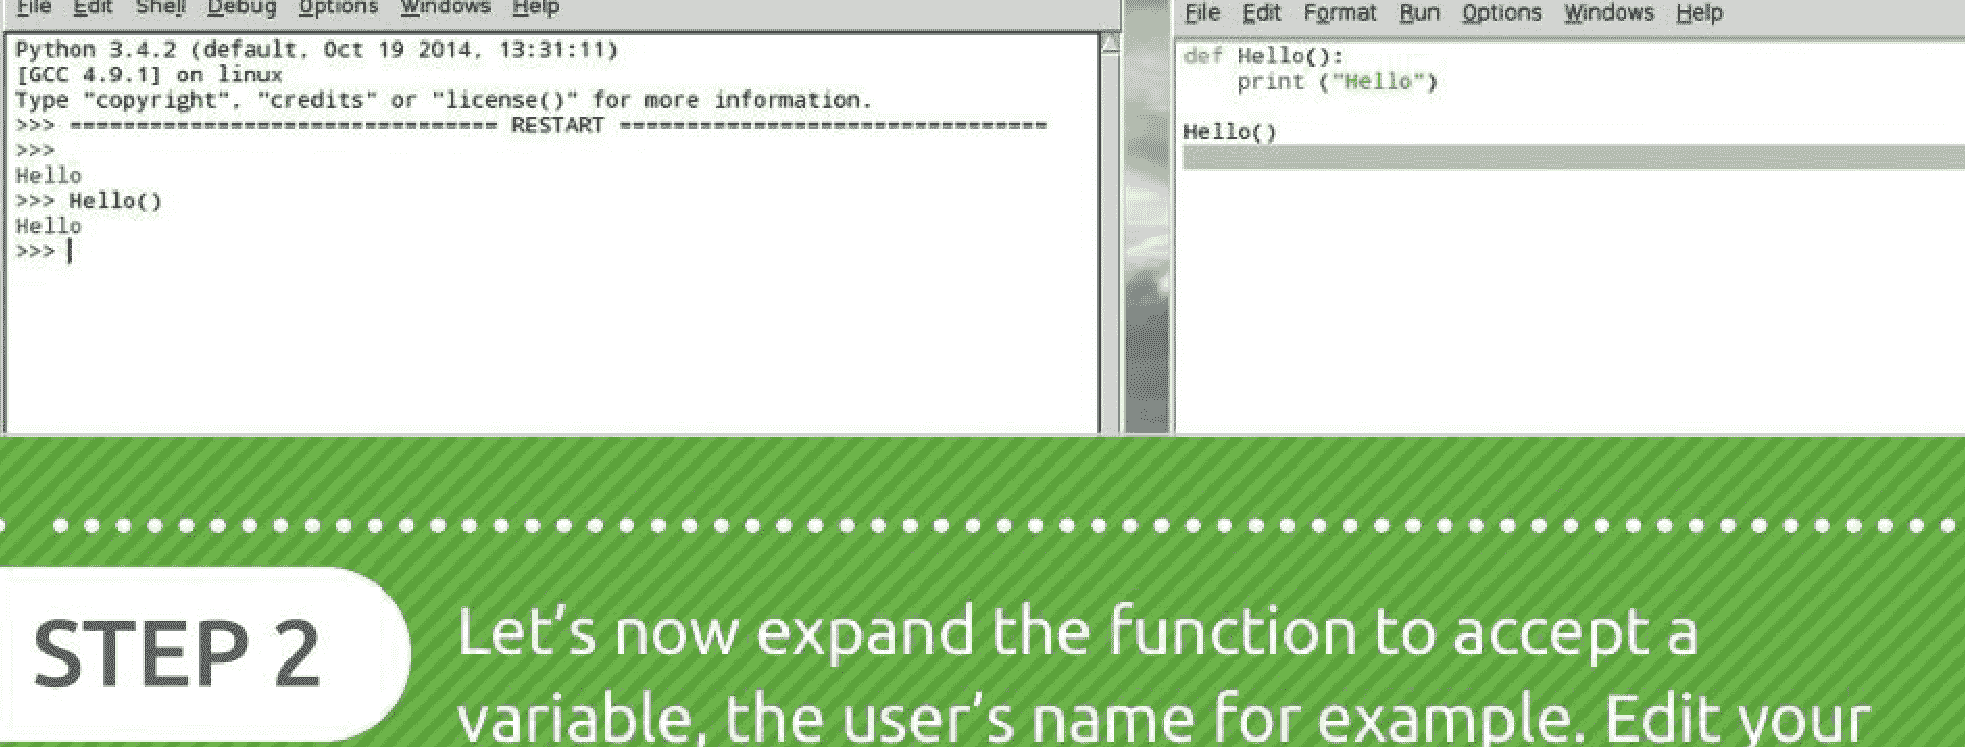 File Edit Shell Debug Options Windows Help
Python 3.4.2 (default, Oct 19 2014, 13:31:11)
[GCC 4.9.1] on linux
Type "copyright", "credits" or "license()" for more information.
>>> ================================ RESTART ================================
>>>
Hello
>>> Hello()
Hello
>>>
File Edit Format Run Options Windows Help
def Hello():
    print ("Hello")
Hello()
STEP 2
Let's now expand the function to accept a
variable, the user's name for example. Edit your